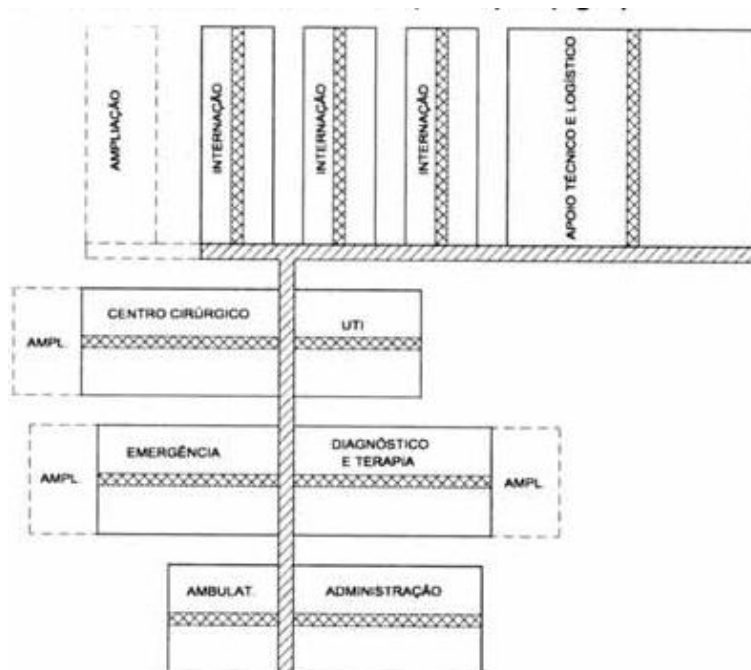 AMPLIAÇÃO
INTERNAÇÃO
INTERNAÇÃO
INTERNAÇÃO
APOIO TÉCNICO E LOGÍSTICO
CENTRO CIRÚRGICO
UTI
AMPL.
EMERGÊNCIA
DIAGNÓSTICO
E TERAPIA
AMPL.
AMPL.
AMBULAT.
ADMINISTRAÇÃO